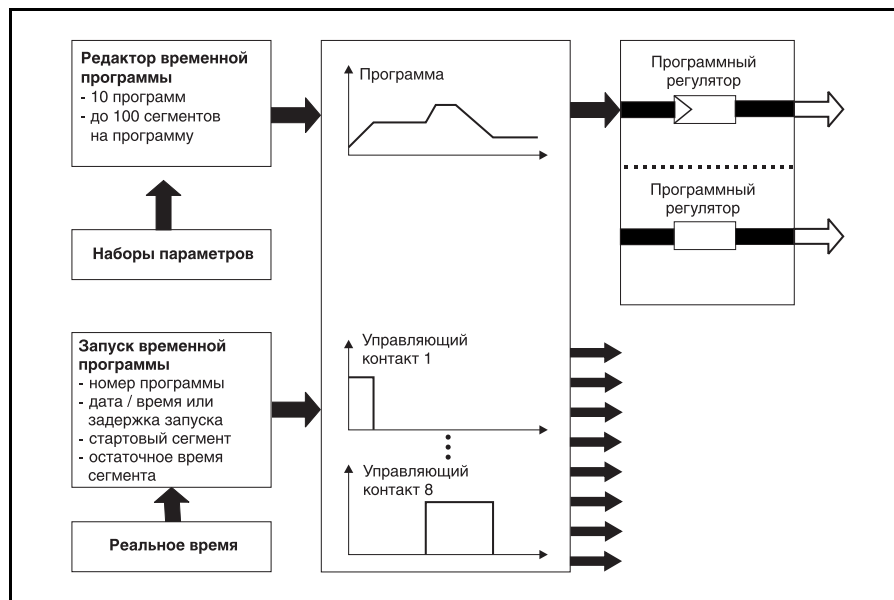 Редактор временной
программы
- 10 программ
- до 100 сегментов
на программу
Наборы параметров
Запуск временной
программы
- номер программы
- дата / время или
задержка запуска
- стартовый сегмент
- остаточное время
сегмента
Реальное время
Программа
Управляющий
контакт 1
Управляющий
контакт 8
Программный
регулятор
Программный
регулятор